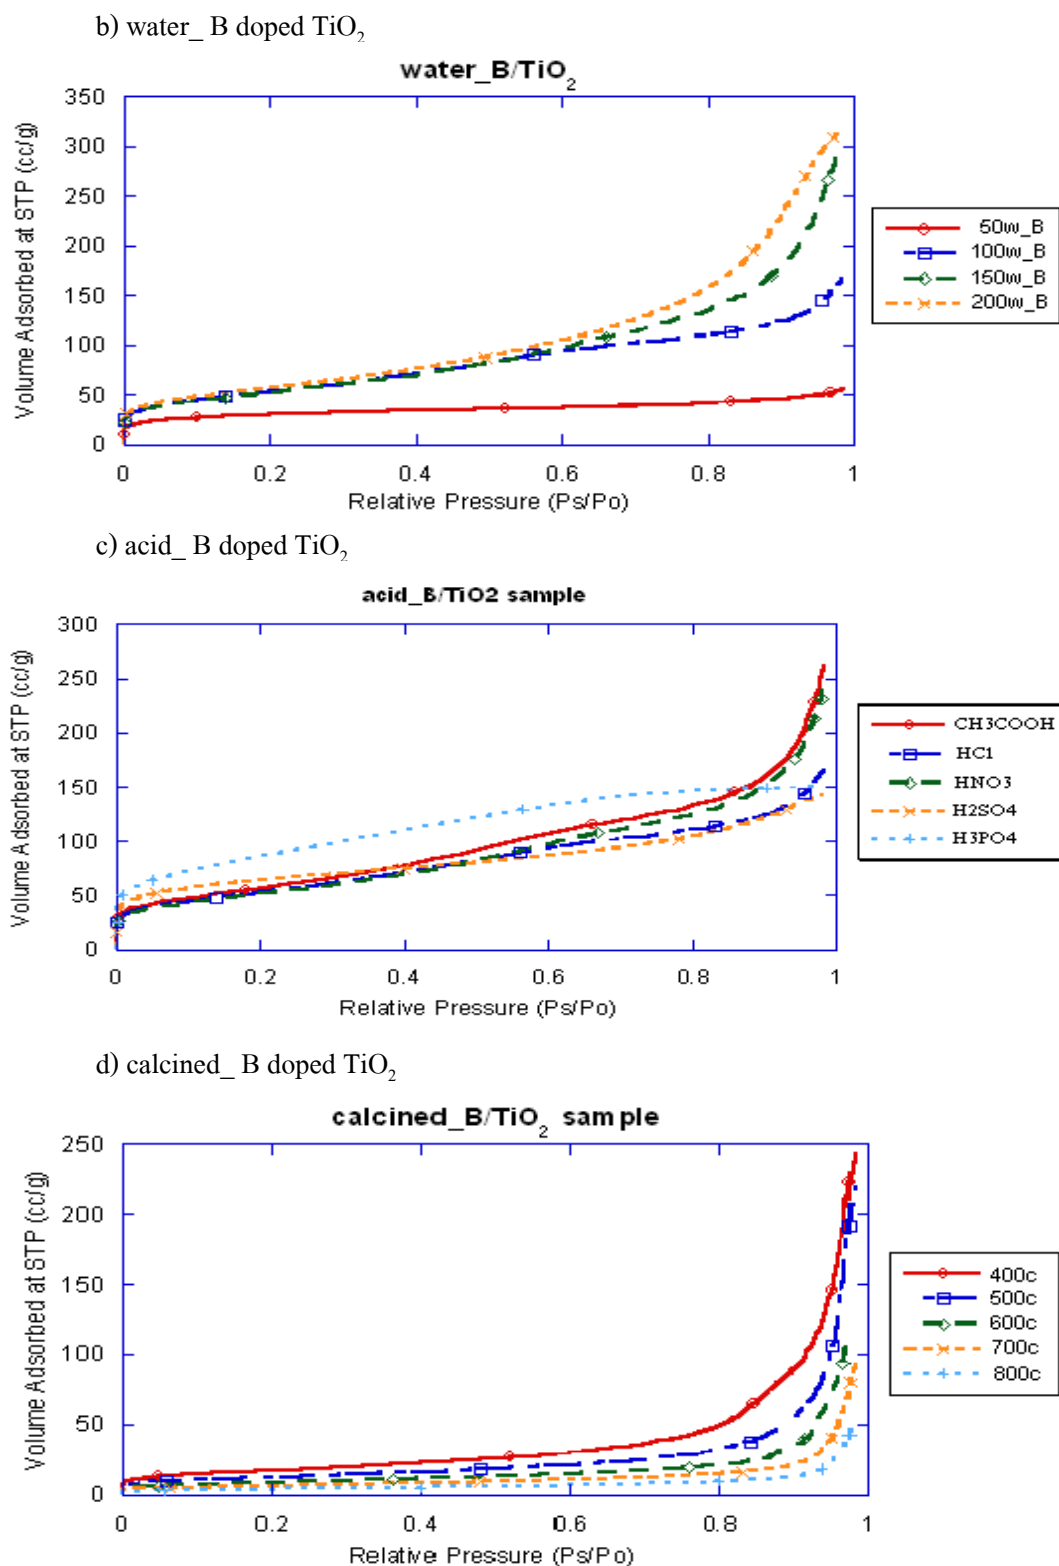 b) water_ B doped TiO2
water_B/TiO2
350
300
250
200
150
100
50
0
Volume Adsorbed at STP (cc/g)
0 0.2 0.4 0.6 0.8 1
Relative Pressure (Ps/Po)
50w_B
100w_B
150w_B
200w_B
c) acid_ B doped TiO2
acid_B/TiO2 sample
300
250
200
150
100
50
0
Volume Adsorbed at STP (cc/g)
0 0.2 0.4 0.6 0.8 1
Relative Pressure (Ps/Po)
CH3COOH
HCl
HNO3
H2SO4
H3PO4
d) calcined_ B doped TiO2
calcined_B/TiO2 sample
250
200
150
100
50
0
Volume Adsorbed at STP (cc/g)
0 0.2 0.4 0.6 0.8 1
Relative Pressure (Ps/Po)
400c
500c
600c
700c
800c